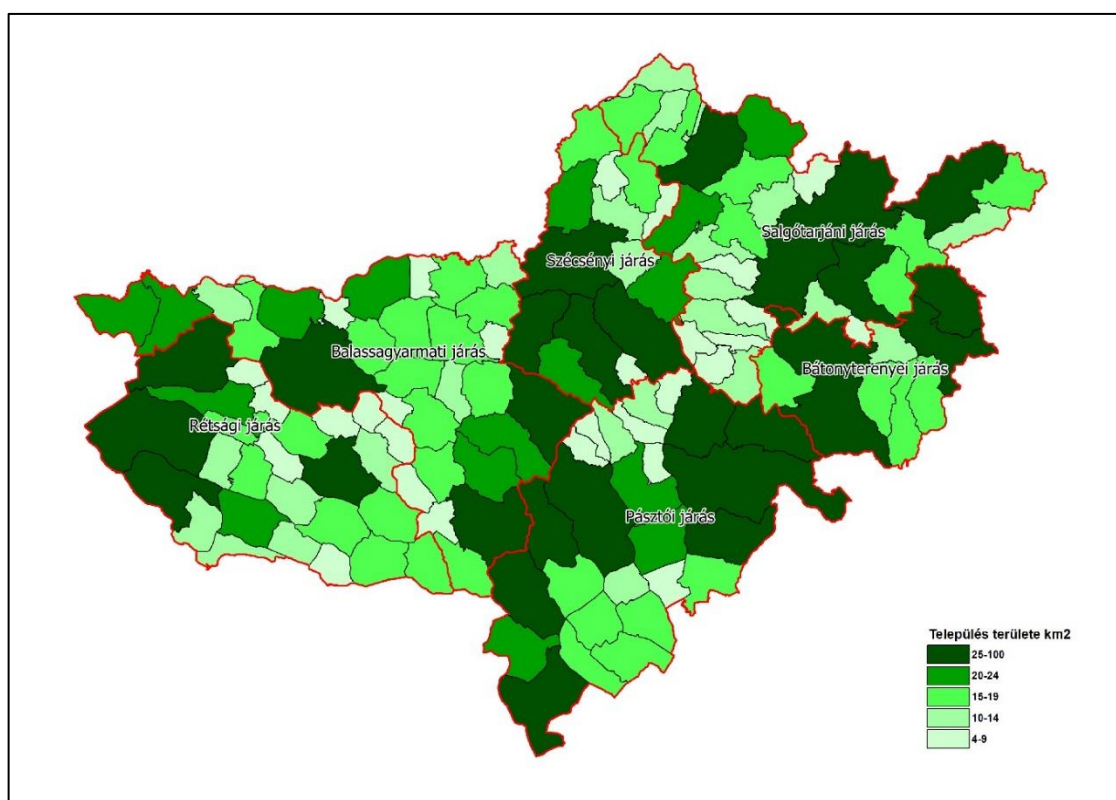 Salgótarjáni járás
Szécsényi járás
Balassagyarmati járás
Bátonyterenyei járás
Rétsági járás
Pásztói járás
Település területe km2
25-100
20-24
15-19
10-14
4-9